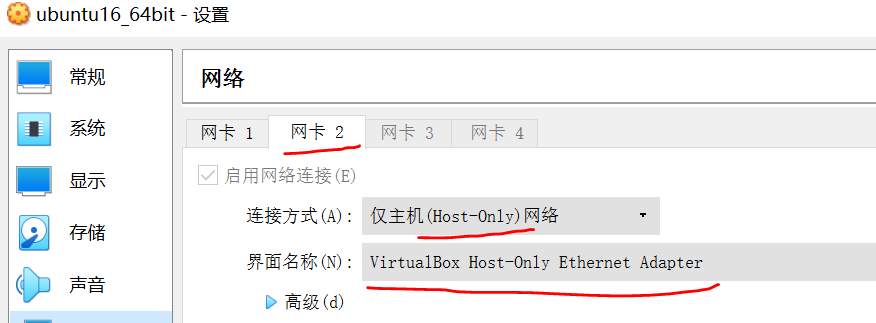 ubuntu16_64bit - 设置
常规
系统
显示
存储
声音
网络
网卡 1 网卡 2 网卡 3 网卡 4
启用网络连接(E)
连接方式(A): 仅主机(Host-Only)网络
界面名称(N): VirtualBox Host-Only Ethernet Adapter
高级(d)